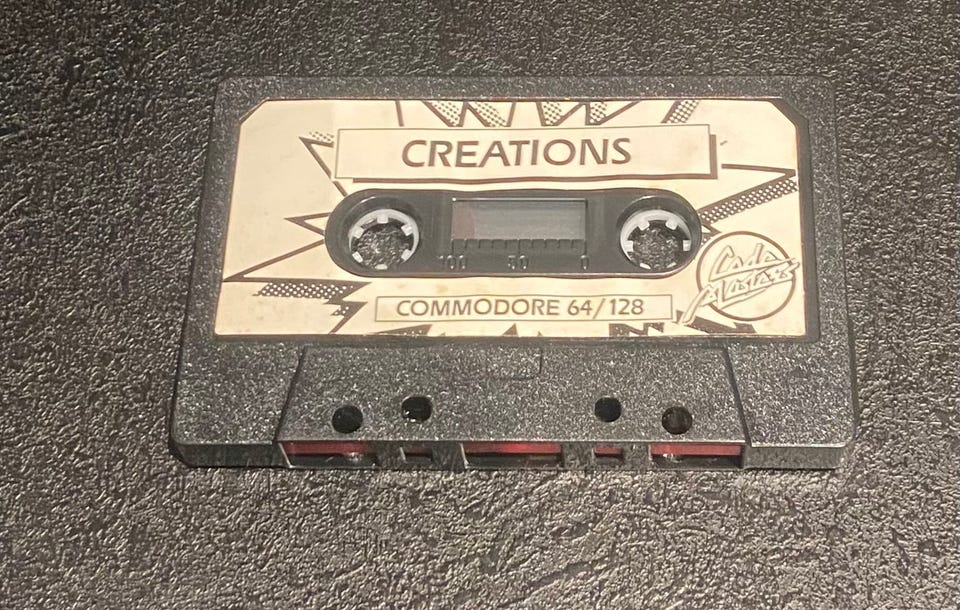 CREATIONS
100 50 0
COMMODORE 64/128
Code
Masters